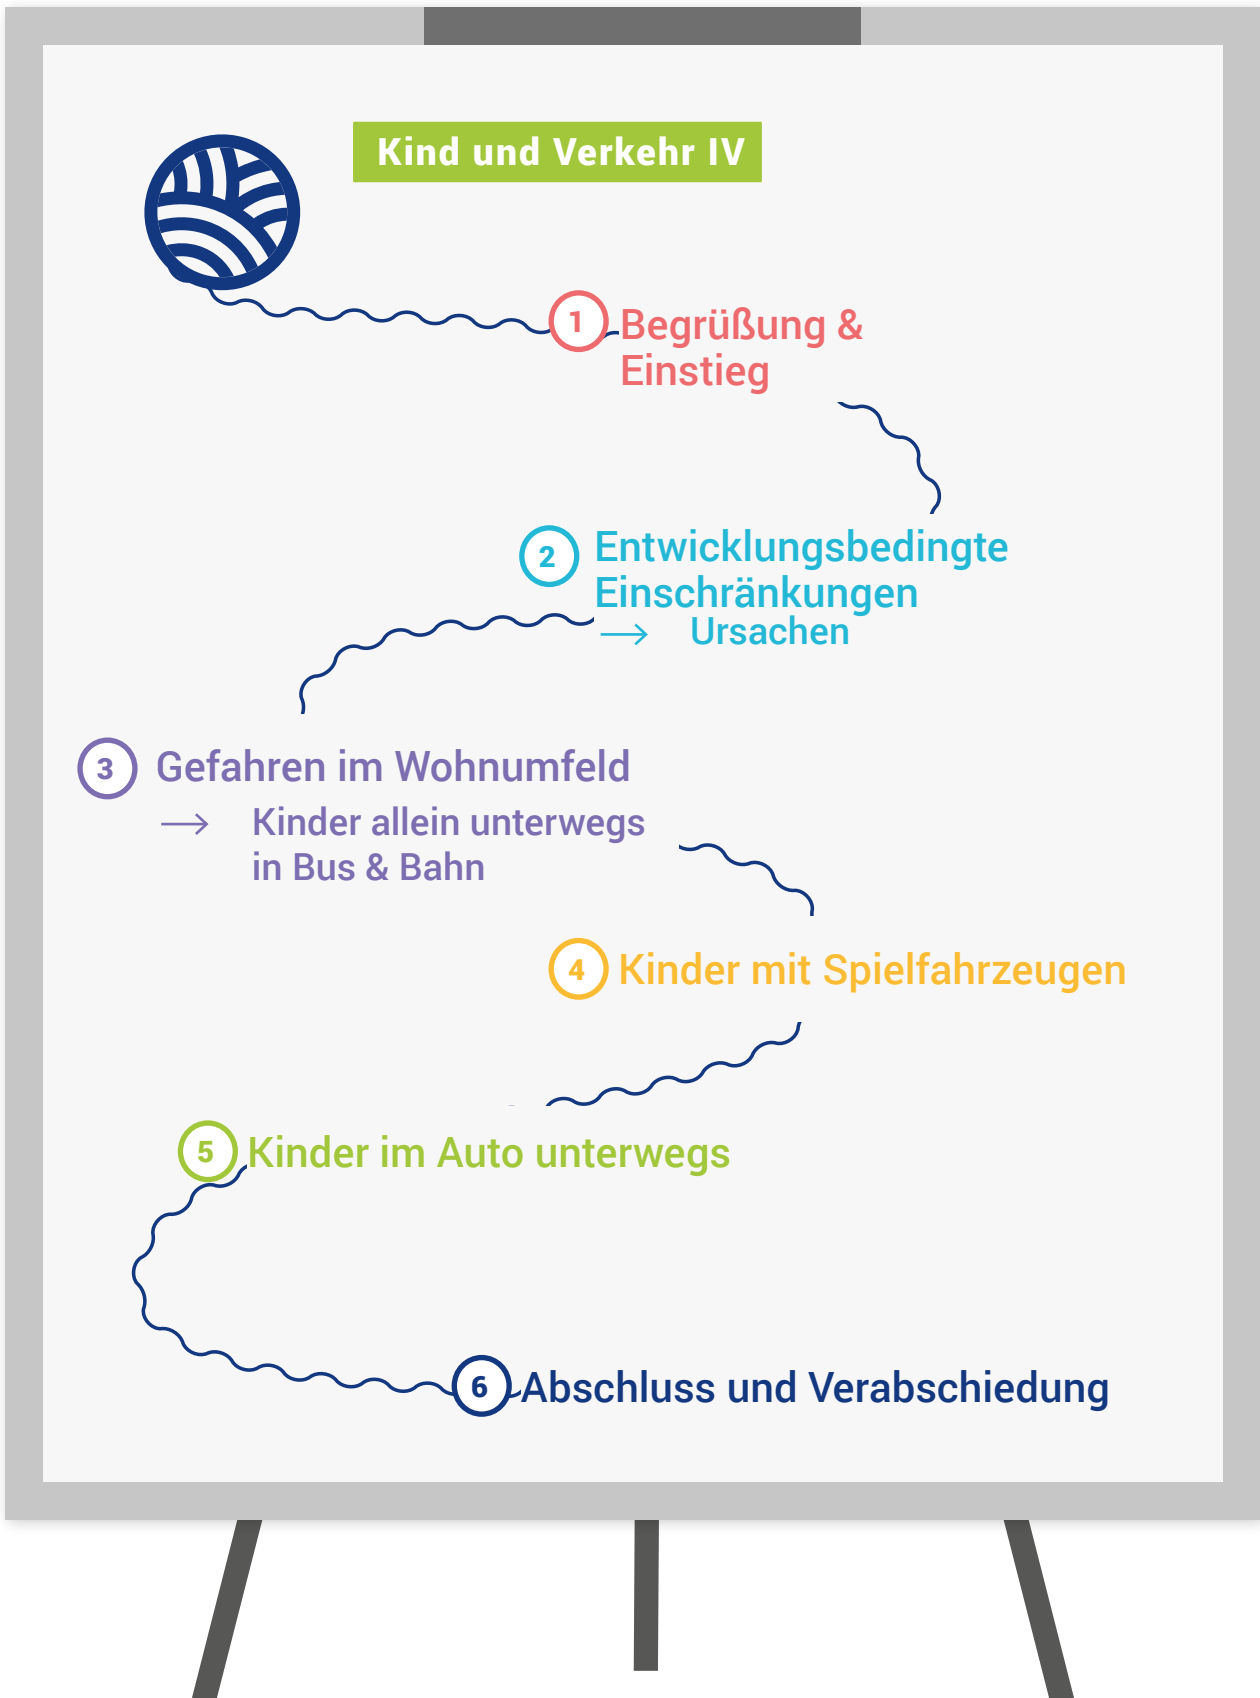 Kind und Verkehr IV
1 Begrüßung &
Einstieg
2 Entwicklungsbedingte
Einschränkungen
→ Ursachen
3 Gefahren im Wohnumfeld
→ Kinder allein unterwegs
in Bus & Bahn
4 Kinder mit Spielfahrzeugen
5 Kinder im Auto unterwegs
6 Abschluss und Verabschiedung